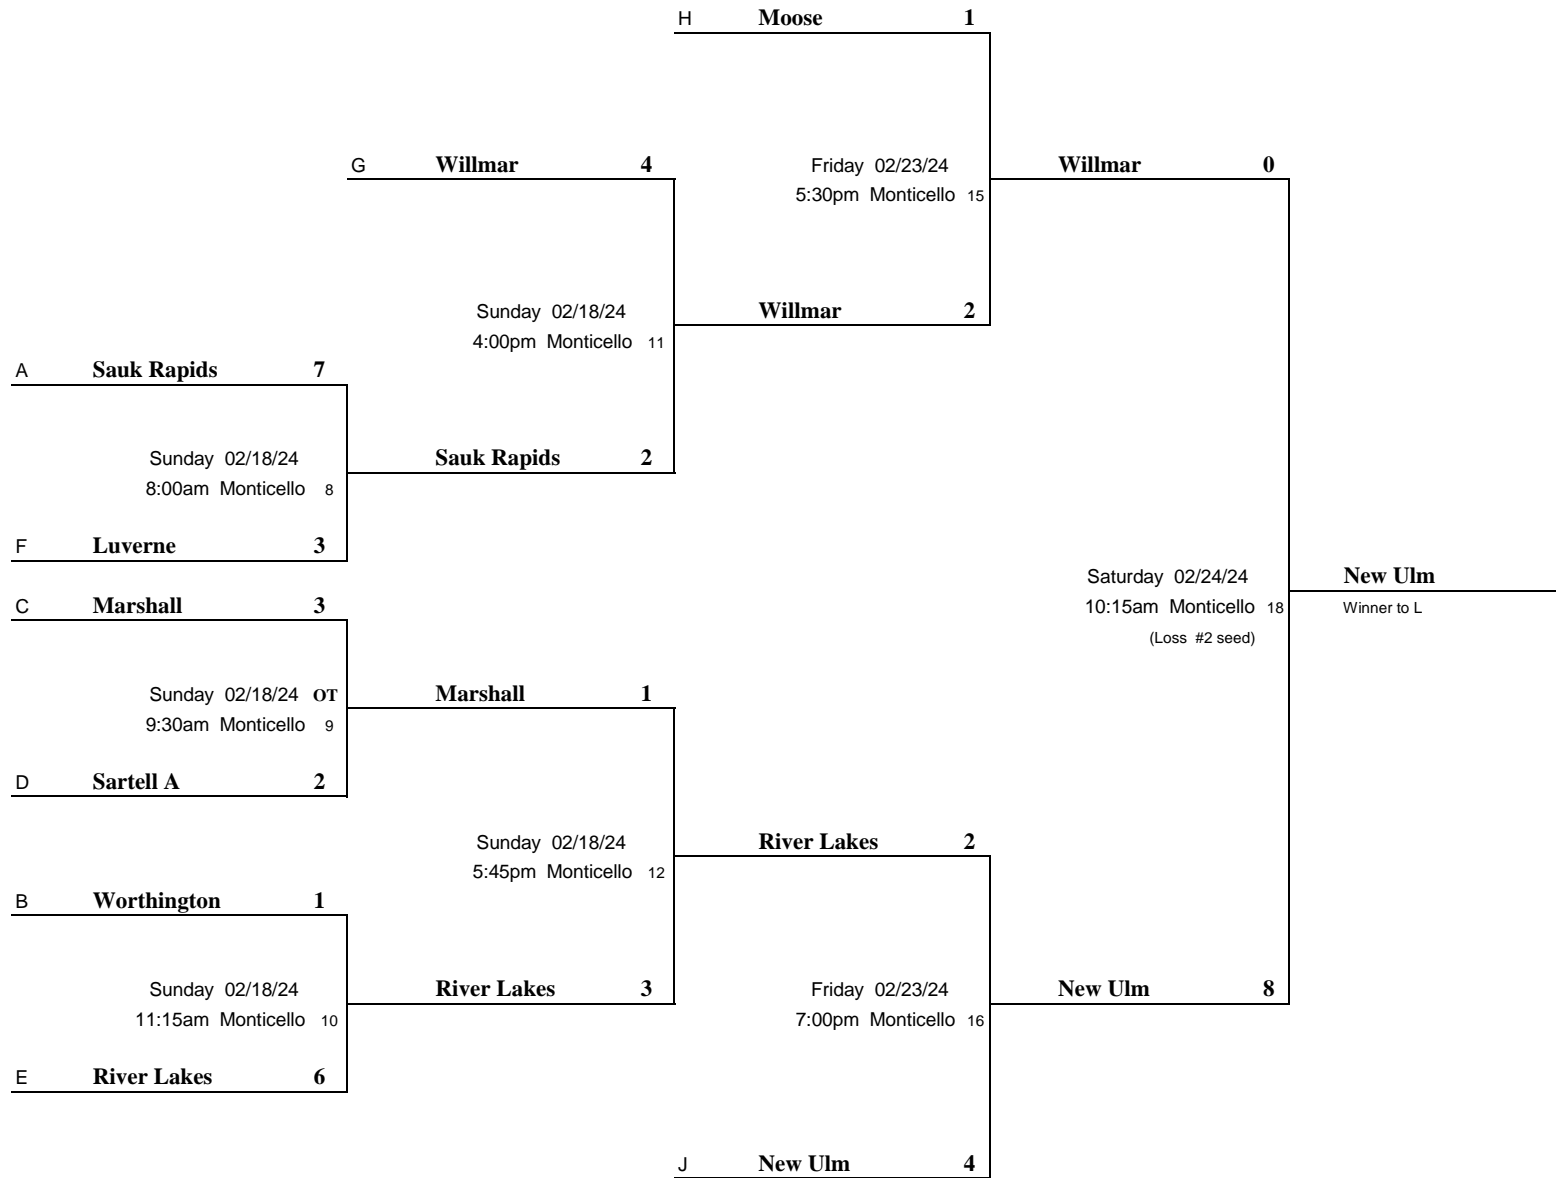 H Moose 1
G Willmar 4
Friday 02/23/24
5:30pm Monticello 15
Willmar 0
Sunday 02/18/24
4:00pm Monticello 11
Willmar 2
A Sauk Rapids 7
Sunday 02/18/24
8:00am Monticello 8
Sauk Rapids 2
F Luverne 3
C Marshall 3
Saturday 02/24/24
10:15am Monticello 18
(Loss #2 seed)
New Ulm
Winner to L
Sunday 02/18/24 OT
9:30am Monticello 9
Marshall 1
D Sartell A 2
Sunday 02/18/24
5:45pm Monticello 12
River Lakes 2
B Worthington 1
Sunday 02/18/24
11:15am Monticello 10
River Lakes 3
Friday 02/23/24
7:00pm Monticello 16
New Ulm 8
E River Lakes 6
J New Ulm 4